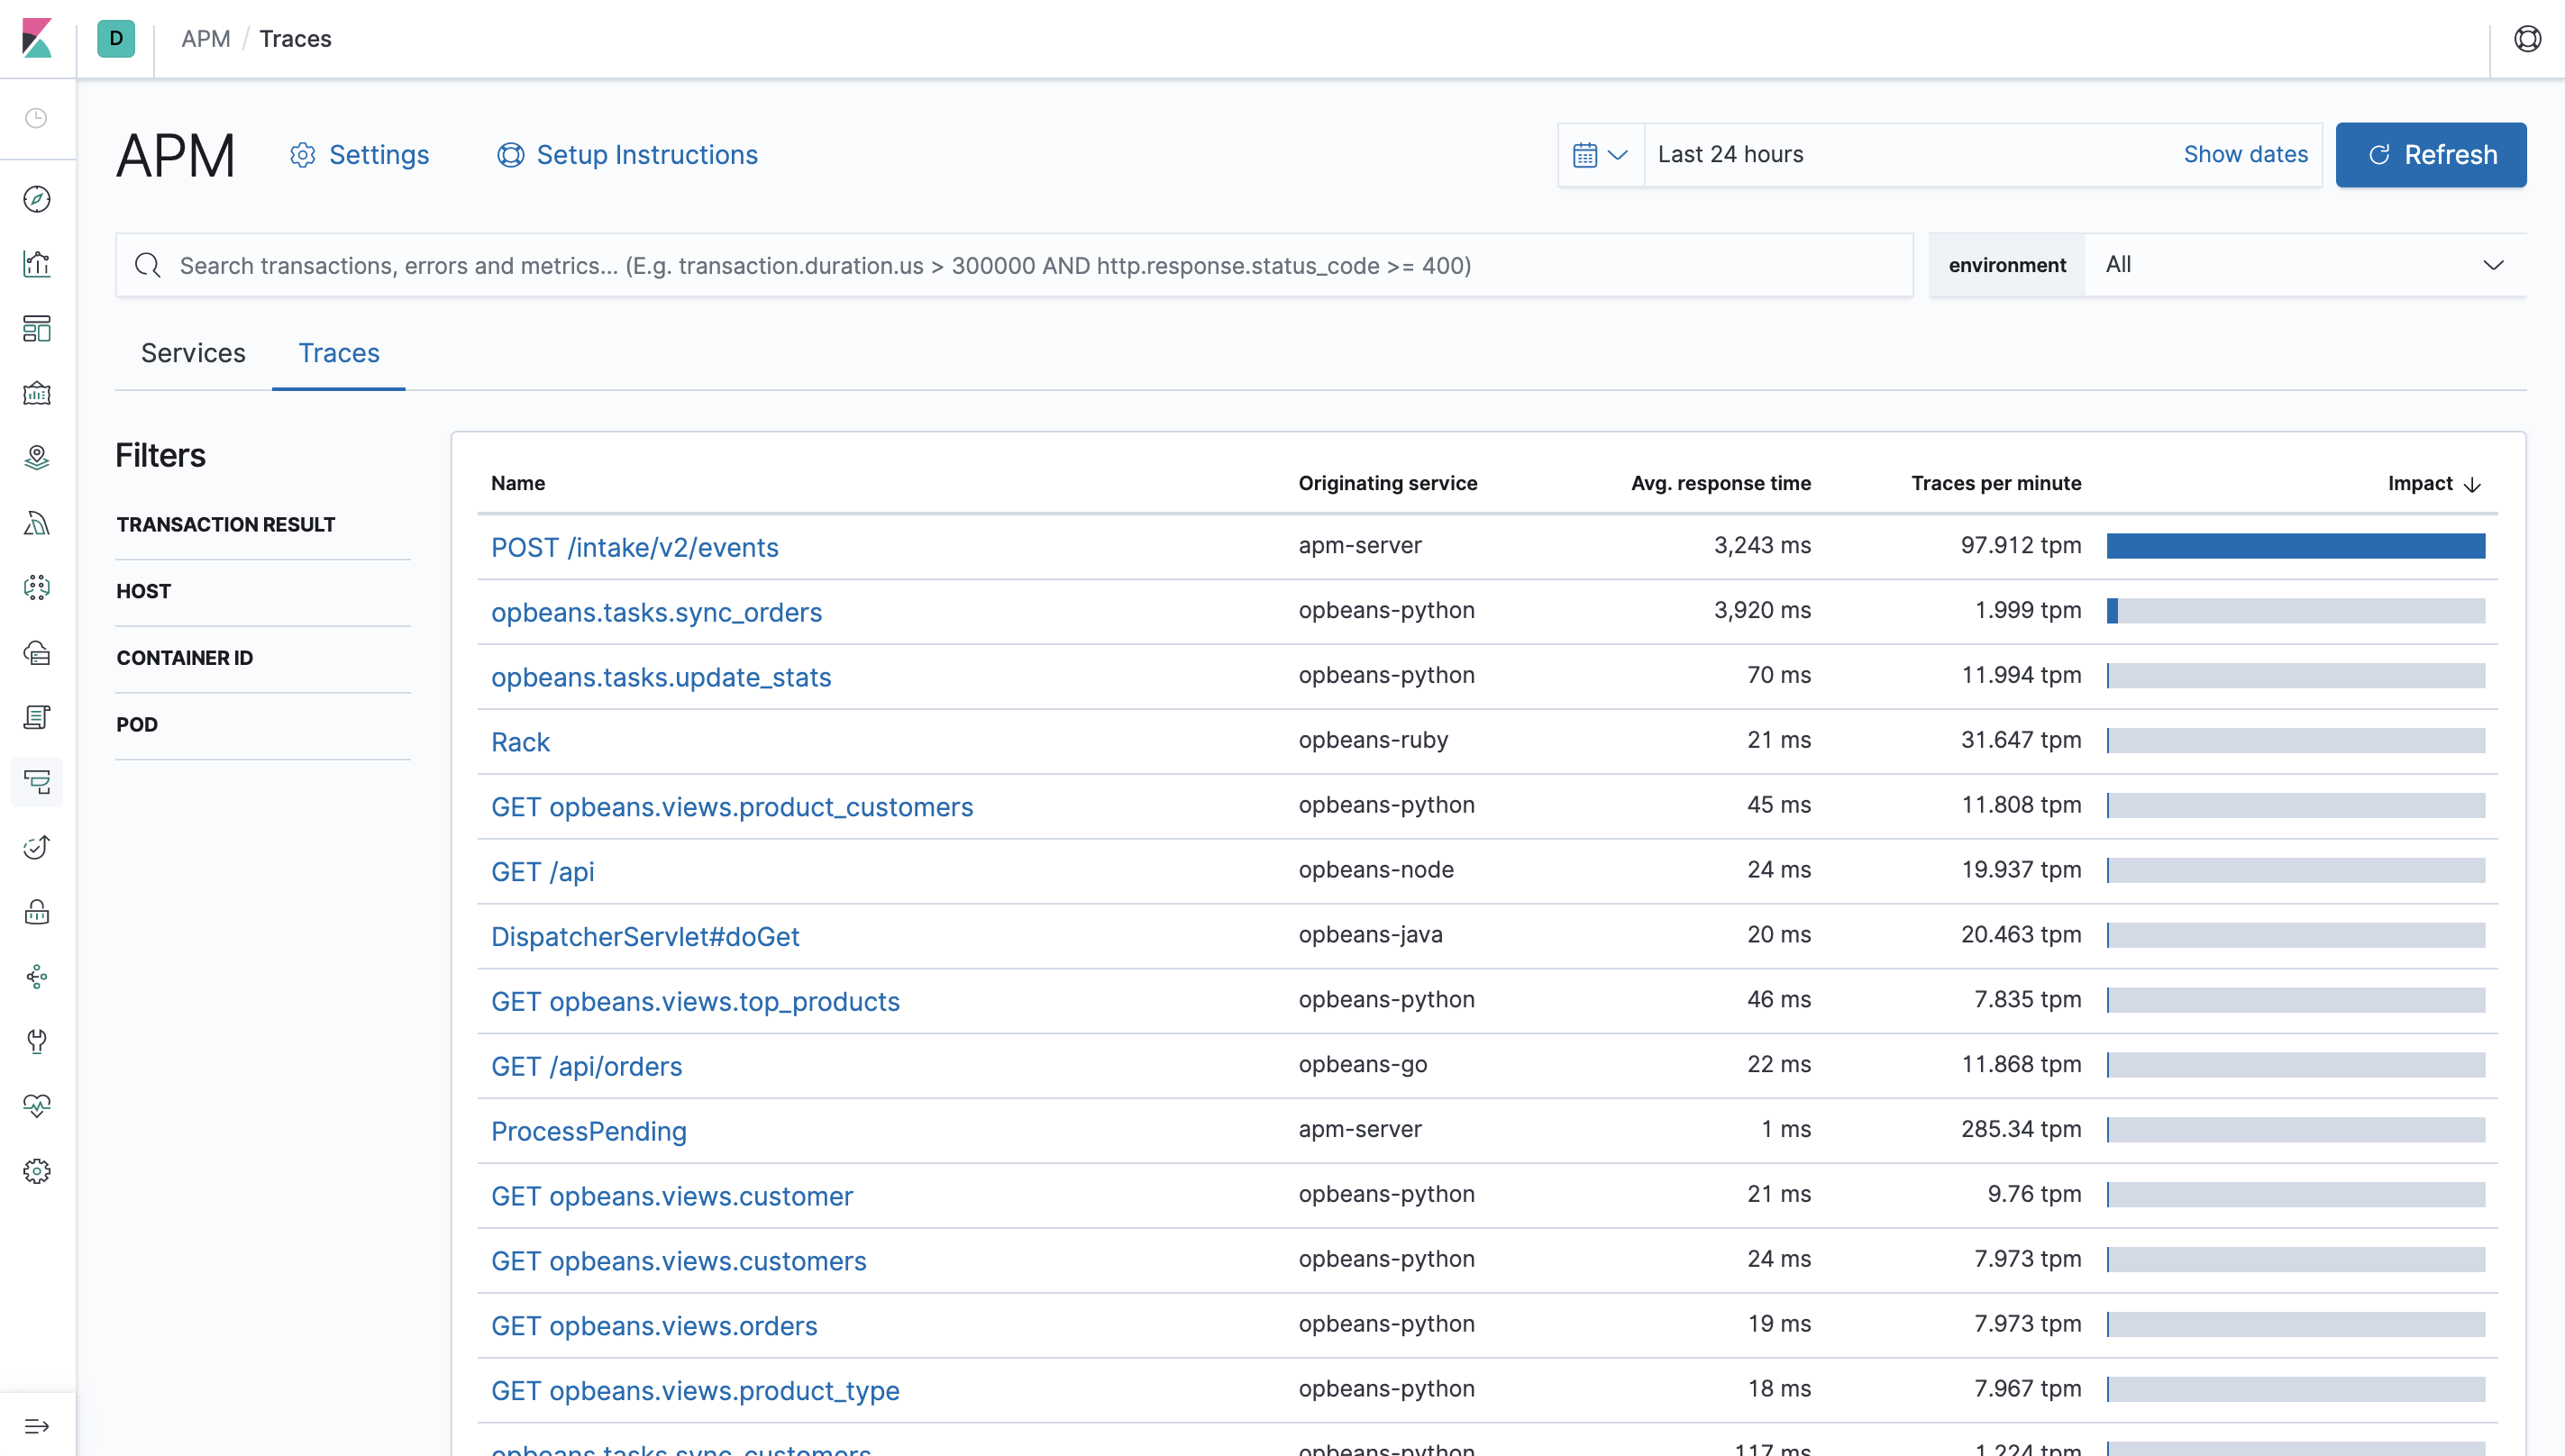 D APM / Traces
APM Settings Setup Instructions Last 24 hours Show dates Refresh
Search transactions, errors and metrics... (E.g. transaction.duration.us > 300000 AND http.response.status_code >= 400) environment All
Services Traces
Filters
TRANSACTION RESULT
HOST
CONTAINER ID
POD
Name Originating service Avg. response time Traces per minute Impact
POST /intake/v2/events apm-server 3,243 ms 97.912 tpm
opbeans.tasks.sync_orders opbeans-python 3,920 ms 1.999 tpm
opbeans.tasks.update_stats opbeans-python 70 ms 11.994 tpm
Rack opbeans-ruby 21 ms 31.647 tpm
GET opbeans.views.product_customers opbeans-python 45 ms 11.808 tpm
GET /api opbeans-node 24 ms 19.937 tpm
DispatcherServlet#doGet opbeans-java 20 ms 20.463 tpm
GET opbeans.views.top_products opbeans-python 46 ms 7.835 tpm
GET /api/orders opbeans-go 22 ms 11.868 tpm
ProcessPending apm-server 1 ms 285.34 tpm
GET opbeans.views.customer opbeans-python 21 ms 9.76 tpm
GET opbeans.views.customers opbeans-python 24 ms 7.973 tpm
GET opbeans.views.orders opbeans-python 19 ms 7.973 tpm
GET opbeans.views.product_type opbeans-python 18 ms 7.967 tpm
opbeans.tasks.sync_customers opbeans-python 117 ms 1.224 tpm